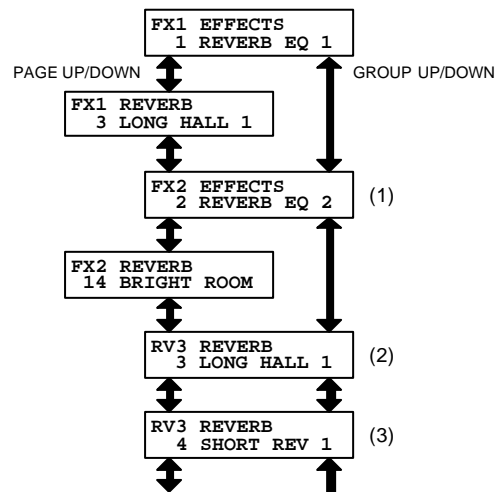 FX1 EFFECTS
1 REVERB EQ 1
PAGE UP/DOWN
GROUP UP/DOWN
FX1 REVERB
3 LONG HALL 1
FX2 EFFECTS
2 REVERB EQ 2
(1)
FX2 REVERB
14 BRIGHT ROOM
RV3 REVERB
3 LONG HALL 1
(2)
RV3 REVERB
4 SHORT REV 1
(3)